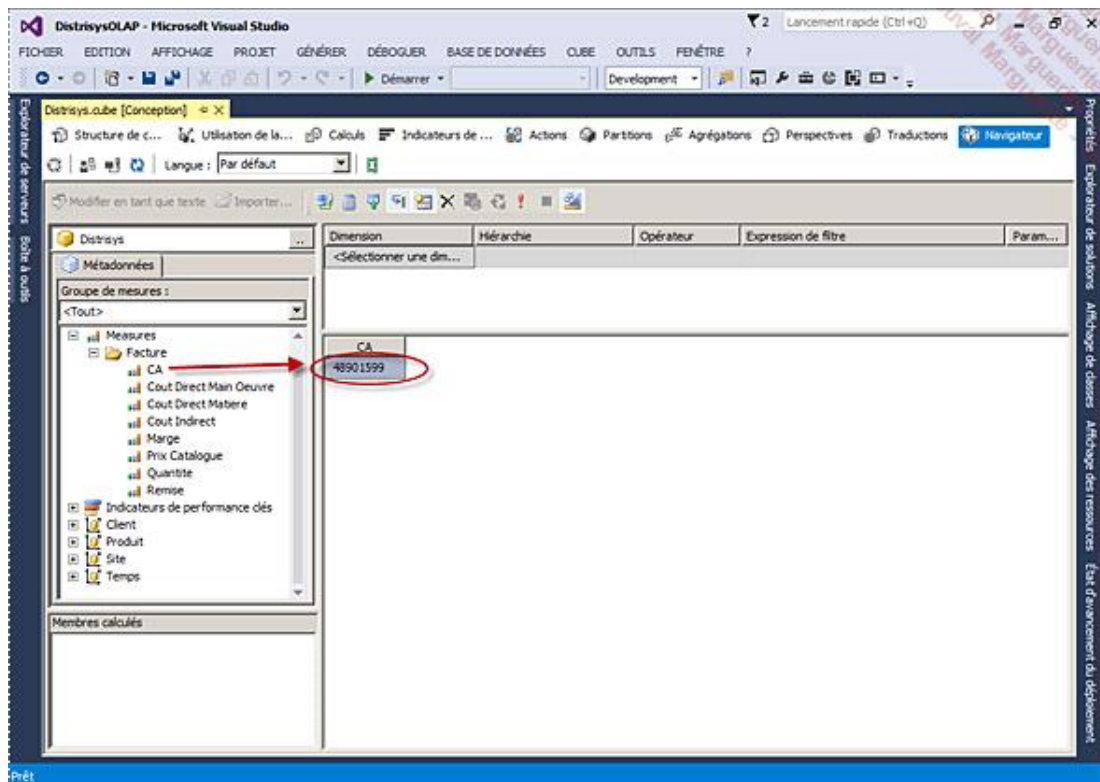 DistrisysOLAP - Microsoft Visual Studio
2 Lancement rapide (Ctrl+Q)
FICHIER EDITION AFFICHAGE PROJET GÉNÉRER DÉBOGUER BASE DE DONNÉES CUBE OUTILS FENÊTRE ?
Démarrer Development
Distrisys.cube [Conception]
Structure de c... Utilisation de la... Calculs Indicateurs de ... Actions Partitions Agrégations Perspectives Traductions Navigateur
Langue : Par défaut
Modifier en tant que texte Importer...
Distrisys ..
Métadonnées
Groupe de mesures :
<Tout>
Measures
Facture
CA
Cout Direct Main Oeuvre
Cout Direct Matiere
Cout Indirect
Marge
Prix Catalogue
Quantite
Remise
Indicateurs de performance clés
Client
Produit
Site
Temps
Membres calculés
Dimension Hiérarchie Opérateur Expression de filtre Param...
<Sélectionner une dim...
CA
48901599
Explorateur de serveurs
Boîte à outils
Propriétés
Explorateur de solutions
Affichage de classes
Affichage des ressources
État d'avancement du déploiement
Prêt